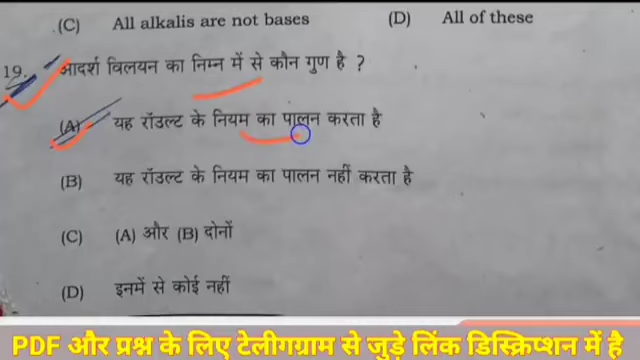 (C) All alkalis are not bases (D) All of these
19. आदर्श विलयन का निम्न में से कौन गुण है ?
(A) यह रॉउल्ट के नियम का पालन करता है
(B) यह रॉउल्ट के नियम का पालन नहीं करता है
(C) (A) और (B) दोनों
(D) इनमें से कोई नहीं
PDF और प्रश्न के लिए टेलीगग्राम से जुड़े लिंक डिस्क्रिप्शन में है